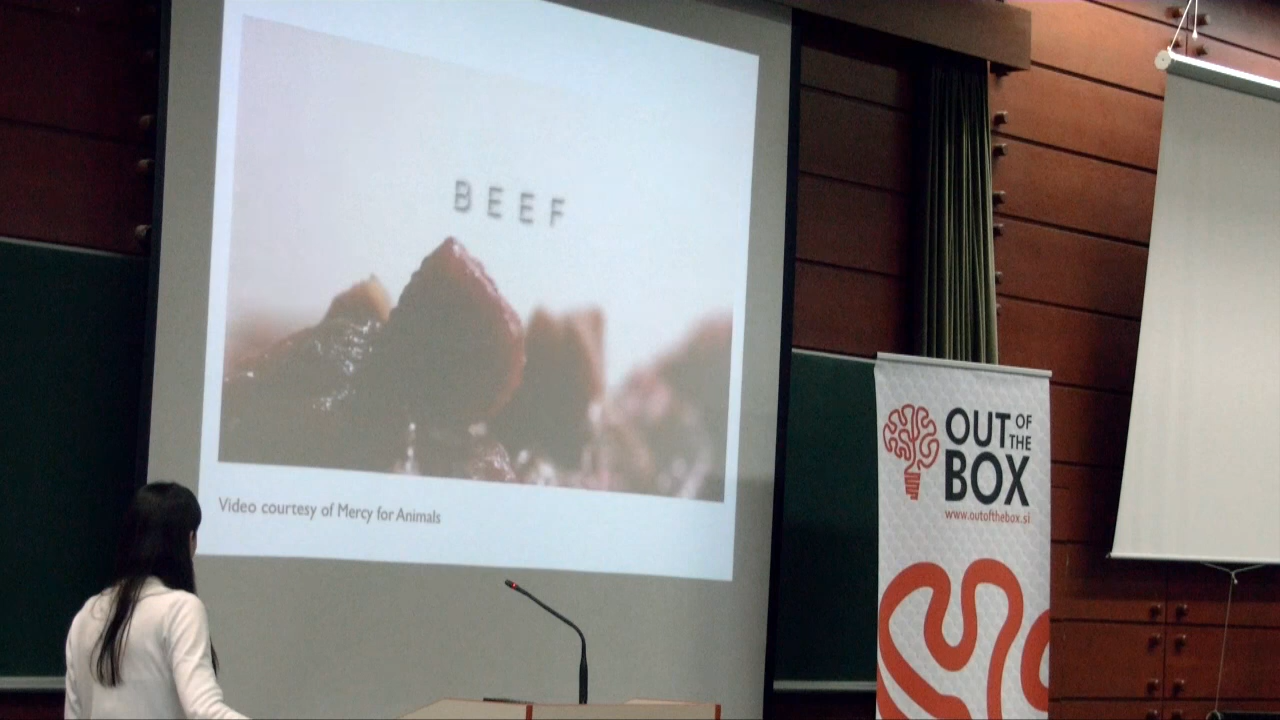 BEEF
Video courtesy of Mercy for Animals
OUT OF THE
BOX
www.outofthebox.si